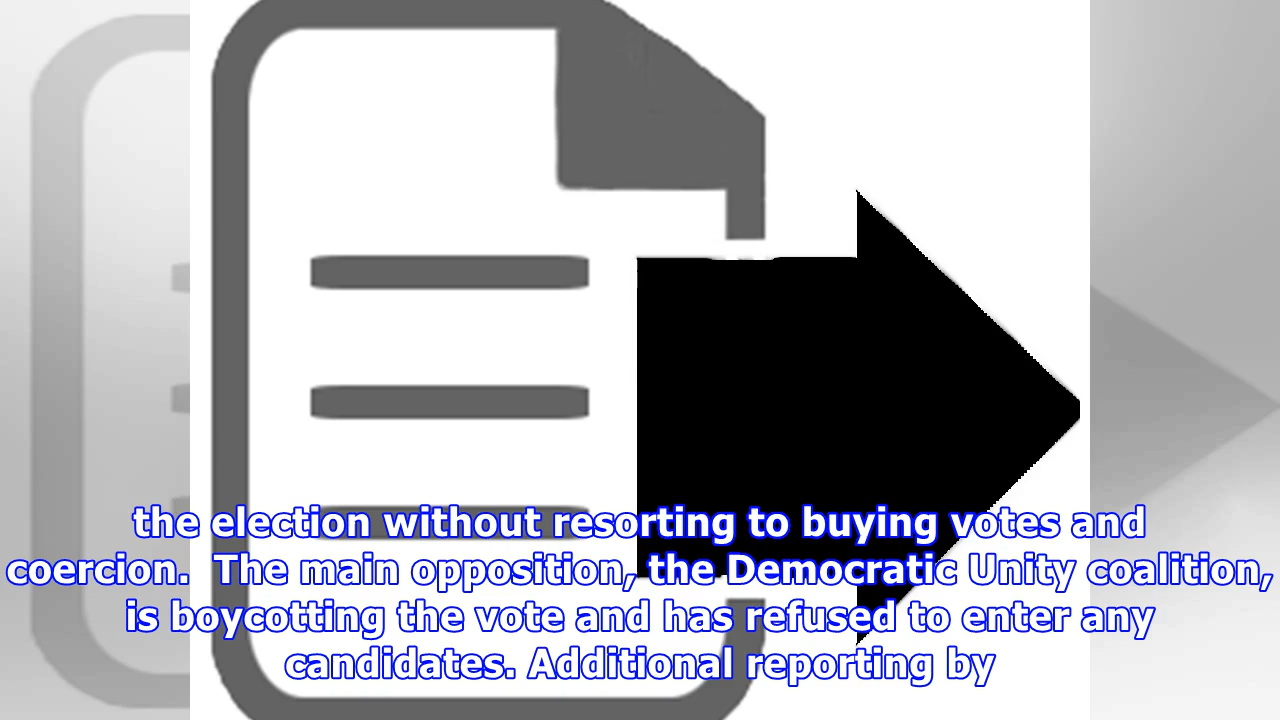 the election without resorting to buying votes and
coercion.  The main opposition, the Democratic Unity coalition,
is boycotting the vote and has refused to enter any
candidates. Additional reporting by